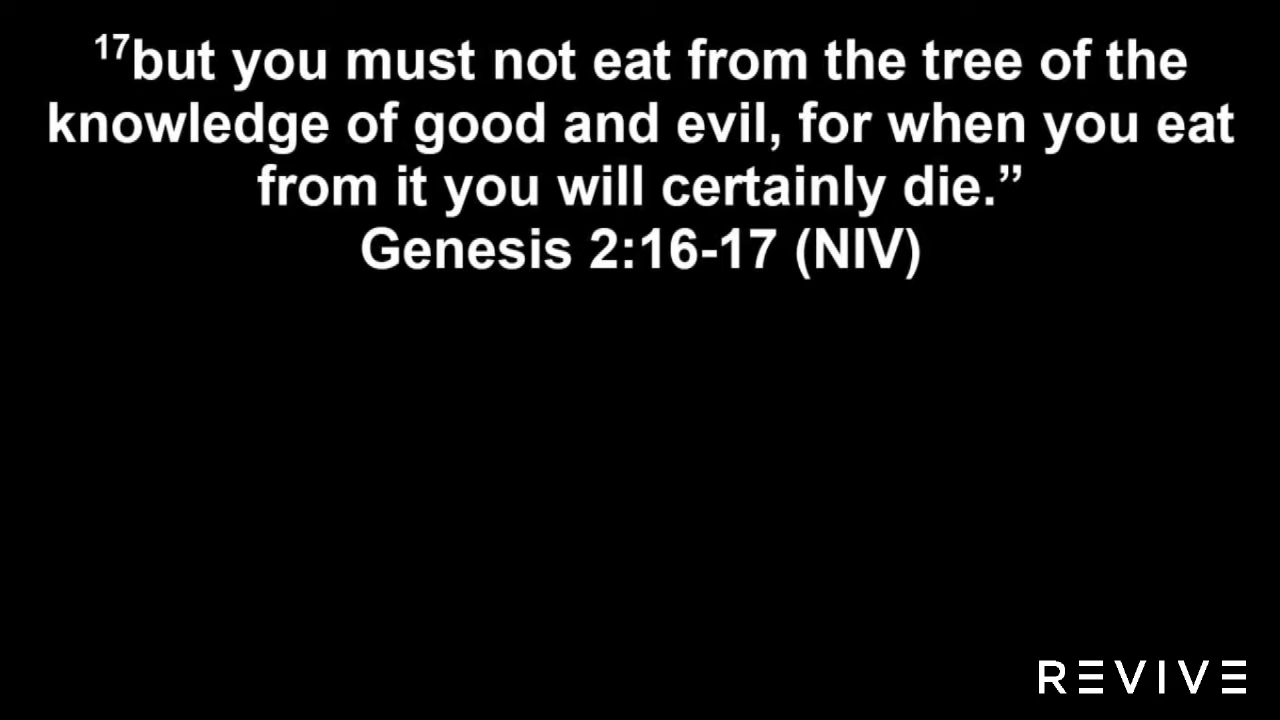 17but you must not eat from the tree of the
knowledge of good and evil, for when you eat
from it you will certainly die.”
Genesis 2:16-17 (NIV)
REVIVE